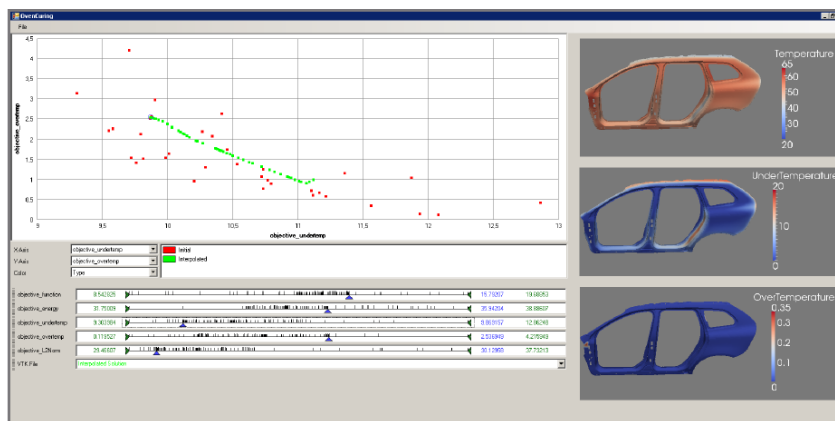 OvenCuring
File
4.5
4
3.5
3
2.5
2
1.5
1
0.5
0
objective_overtemp
9
9.5
10
10.5
11
11.5
12
12.5
13
objective_undertemp
X-Axis
objective_undertemp
Y-Axis
objective_overtemp
Color
Type
Initial
Interpolated
objective_function
objective_energy
objective_undertemp
objective_overtemp
objective_L2Norm
VTK File
Interpolated Solution
Temperature
65
60
50
40
30
20
UnderTemperature
20
10
0
OverTemperature
0.35
0.3
0.2
0.1
0